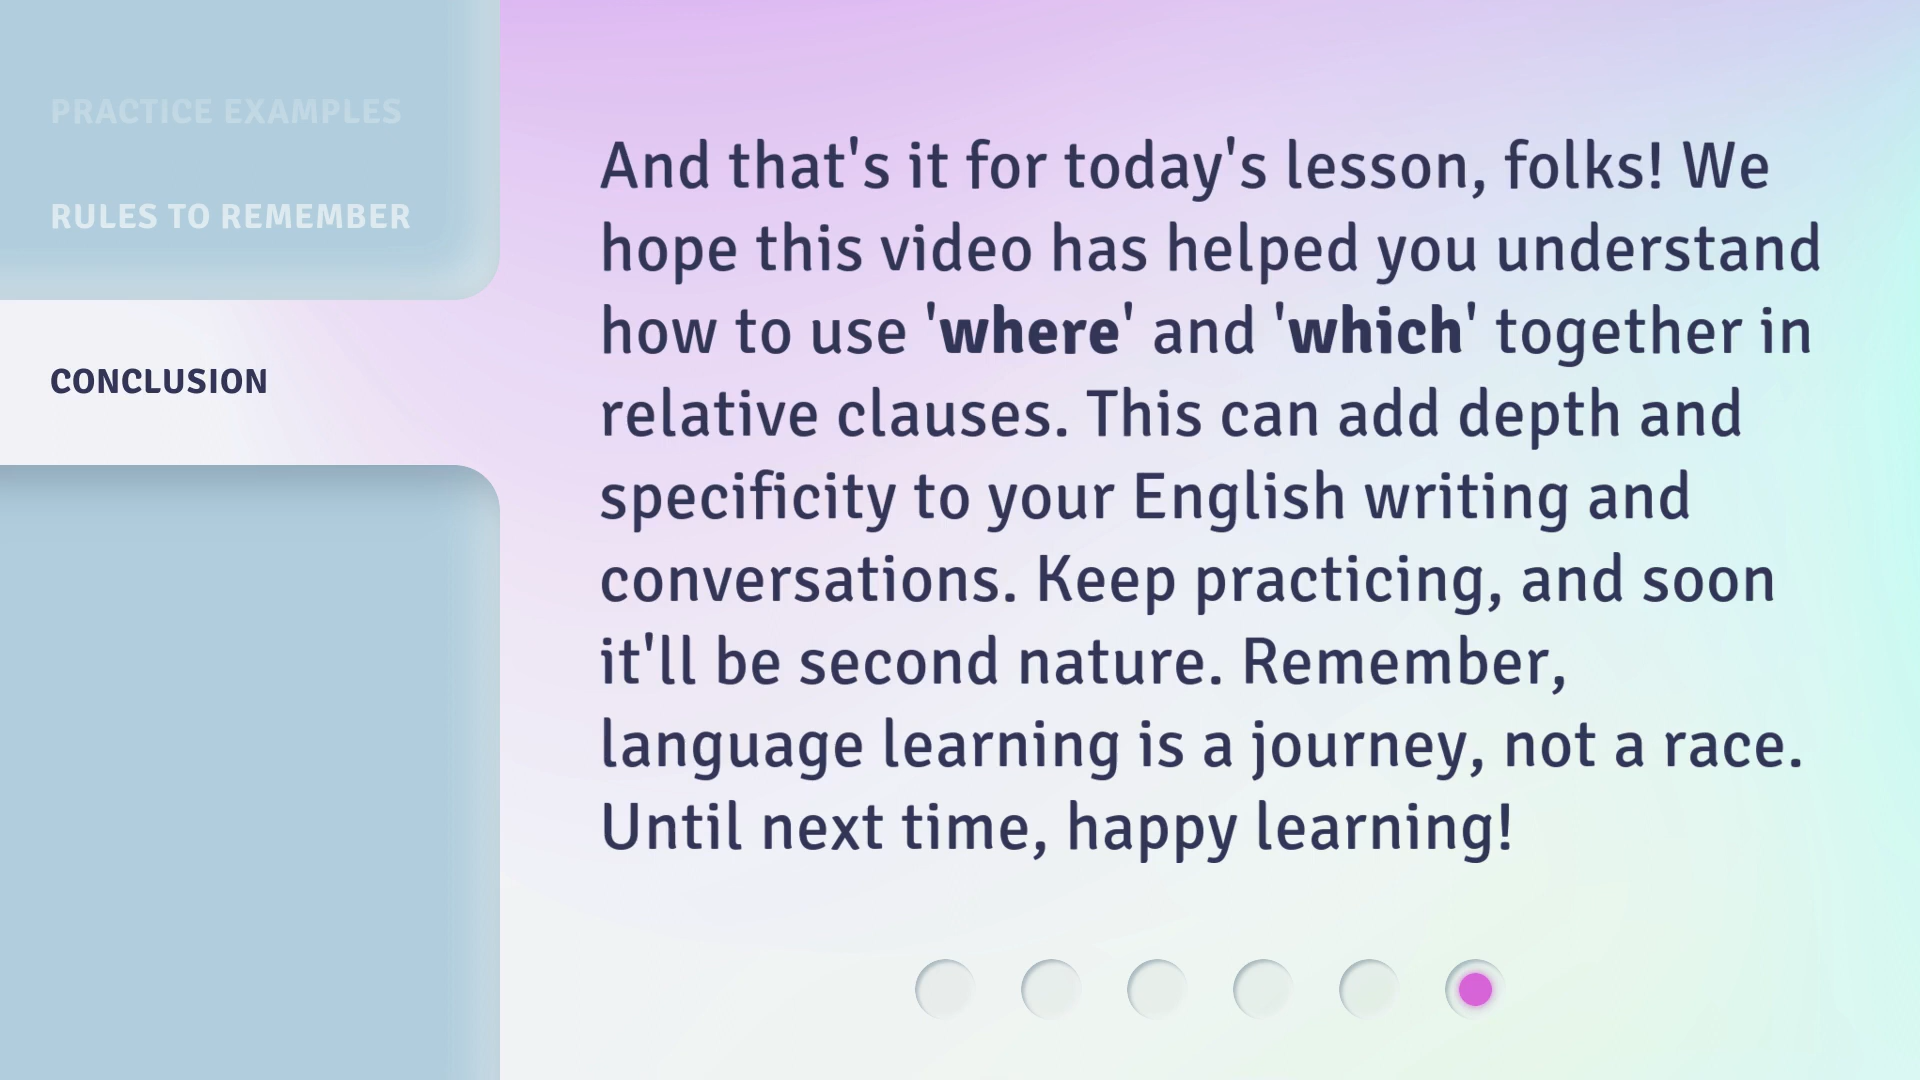 PRACTICE EXAMPLES
RULES TO REMEMBER
CONCLUSION
And that's it for today's lesson, folks! We
hope this video has helped you understand
how to use 'where' and 'which' together in
relative clauses. This can add depth and
specificity to your English writing and
conversations. Keep practicing, and soon
it'll be second nature. Remember,
language learning is a journey, not a race.
Until next time, happy learning!